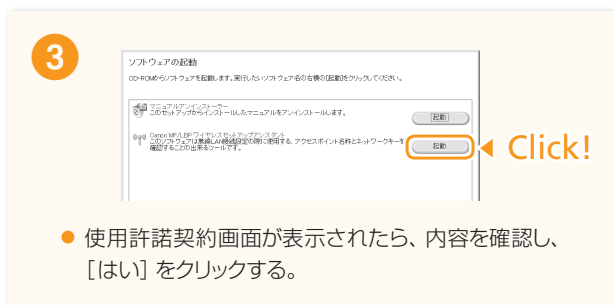 3
ソフトウェアの起動
CD-ROMからソフトウェアを起動します。実行したいソフトウェア名の右横の[起動]をクリックしてください。
マニュアルアンインストーラー
このセットアップからインストールしたマニュアルをアンインストールします。
起動
Canon MF/LBP ワイヤレスセットアップアシスタント
このソフトウェアは無線LAN接続設定の際に使用する、アクセスポイント名称とネットワークキーを
確認することの出来るツールです。
起動
Click!
● 使用許諾契約画面が表示されたら、内容を確認し、
［はい］をクリックする。